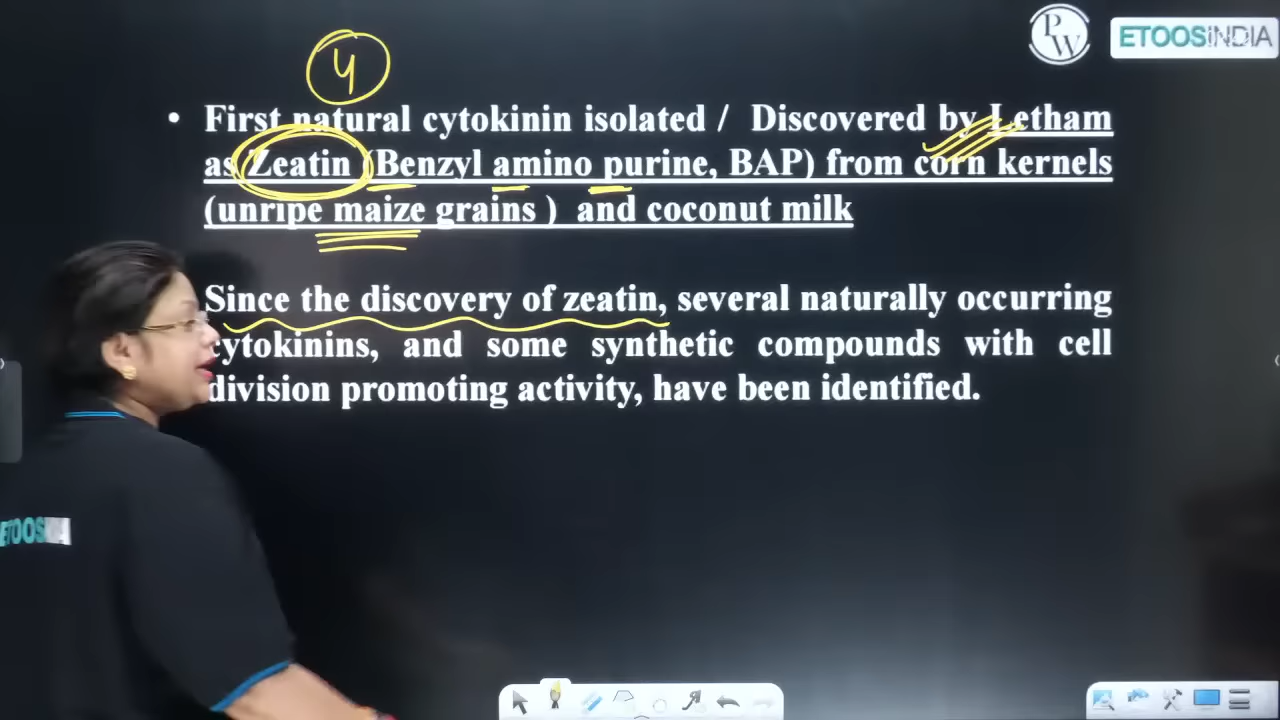 PW
ETOOSINDIA
4
• First natural cytokinin isolated / Discovered by Letham
as Zeatin (Benzyl amino purine, BAP) from corn kernels
(unripe maize grains ) and coconut milk
Since the discovery of zeatin, several naturally occurring
cytokinins, and some synthetic compounds with cell
division promoting activity, have been identified.
ETOOS